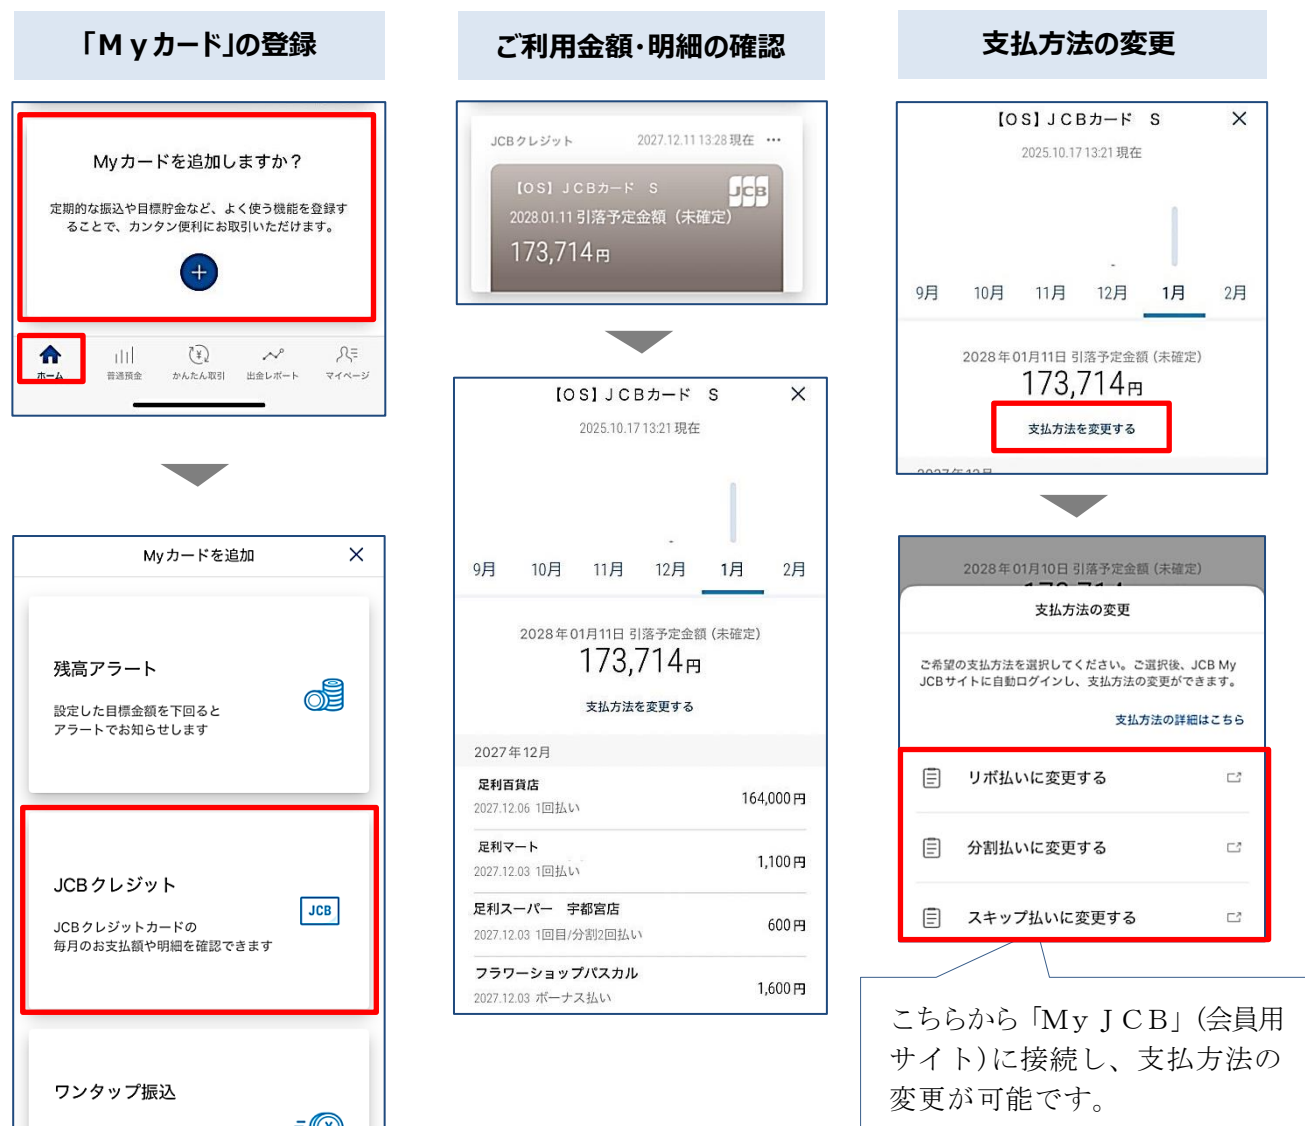 「Ｍｙカード」の登録
Myカードを追加しますか？
定期的な振込や目標貯金など、よく使う機能を登録す
ることで、カンタン便利にお取引いただけます。
ホーム
普通預金
かんたん取引
出金レポート
マイページ
Myカードを追加
残高アラート
設定した目標金額を下回ると
アラートでお知らせします
JCBクレジット
JCBクレジットカードの
毎月のお支払額や明細を確認できます
JCB
ワンタップ振込
ご利用金額・明細の確認
JCBクレジット
2027.12.11 13:28 現在 …
【OS】JCBカード　S
JCB
2028.01.11 引落予定金額（未確定）
173,714円
【OS】JCBカード　S
2025.10.17 13:21 現在
9月 10月 11月 12月 1月 2月
2028年01月11日 引落予定金額（未確定）
173,714円
支払方法を変更する
2027年12月
足利百貨店
2027.12.06 1回払い
164,000円
足利マート
2027.12.03 1回払い
1,100円
足利スーパー　宇都宮店
2027.12.03 1回目/分割2回払い
600円
フラワーショップパスカル
2027.12.03 ボーナス払い
1,600円
支払方法の変更
【OS】JCBカード　S
2025.10.17 13:21 現在
9月 10月 11月 12月 1月 2月
2028年01月11日 引落予定金額（未確定）
173,714円
支払方法を変更する
2028年01月10日 引落予定金額（未確定）
支払方法の変更
ご希望の支払方法を選択してください。ご選択後、JCB My
JCBサイトに自動ログインし、支払方法の変更ができます。
支払方法の詳細はこちら
リボ払いに変更する
分割払いに変更する
スキップ払いに変更する
こちらから「Ｍｙ ＪＣＢ」（会員用
サイト）に接続し、支払方法の
変更が可能です。